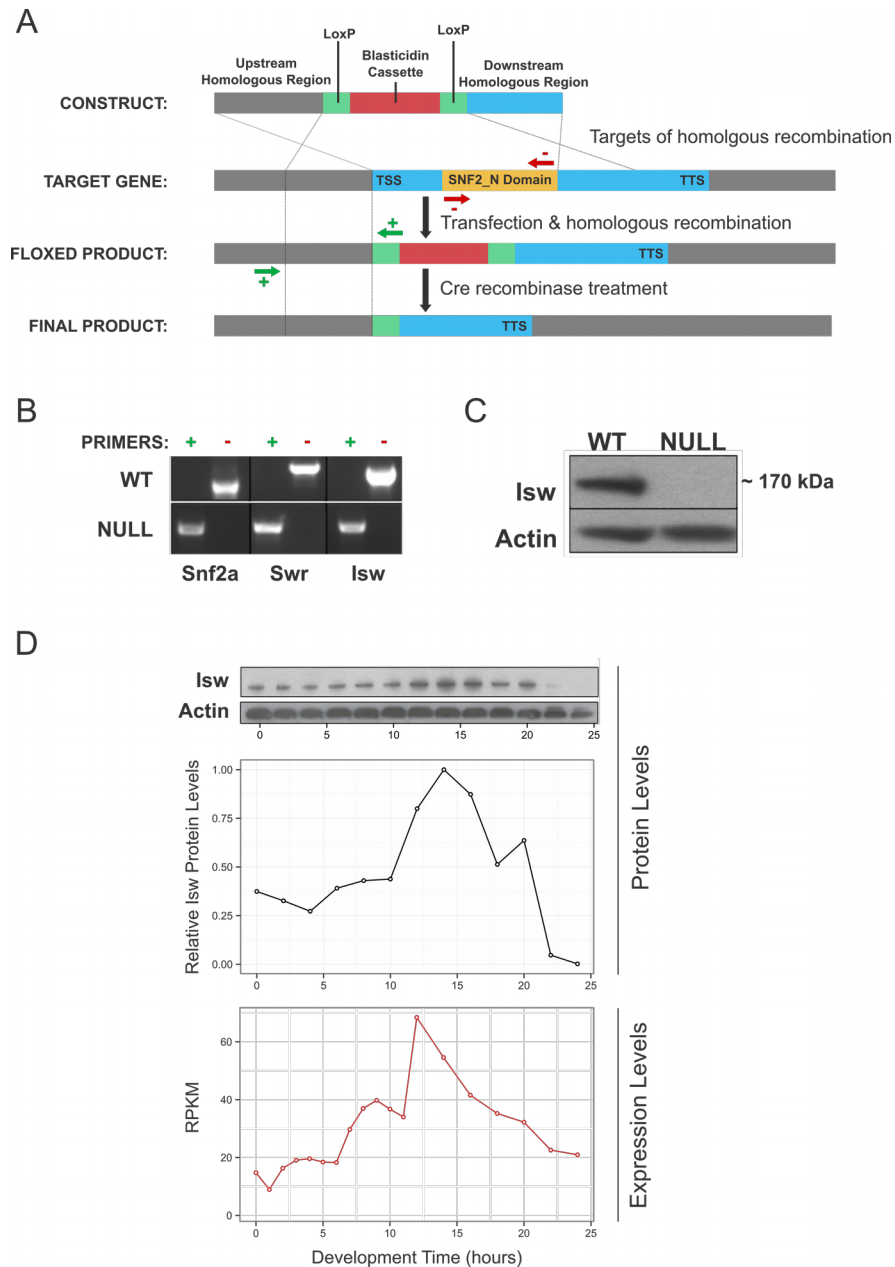 A
LoxP
LoxP
Upstream
Homologous Region
Blasticidin
Cassette
Downstream
Homologous Region
CONSTRUCT:
Targets of homolgous recombination
-
TARGET GENE:
TSS
SNF2_N Domain
TTS
-
+
Transfection & homologous recombination
FLOXED PRODUCT:
TTS
+
Cre recombinase treatment
FINAL PRODUCT:
TTS
B
PRIMERS: + - + - + -
WT
NULL
Snf2a Swr Isw
C
WT NULL
Isw
~ 170 kDa
Actin
D
Isw
Actin
0 5 10 15 20 25
Protein Levels
Relative Isw Protein Levels
1.00
0.75
0.50
0.25
0.00
0 5 10 15 20 25
Expression Levels
RPKM
60
40
20
0
0 5 10 15 20 25
Development Time (hours)